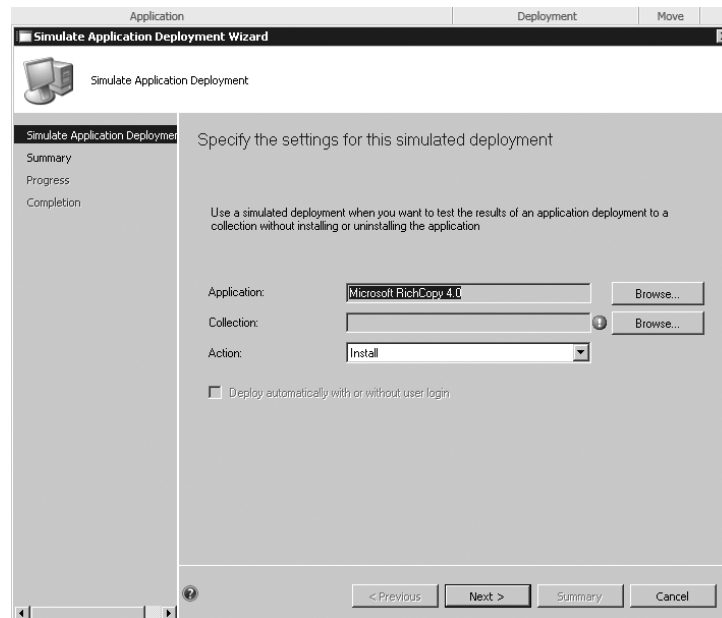 Application Deployment Move
Simulate Application Deployment Wizard
Simulate Application Deployment
Simulate Application Deploymen
Summary
Progress
Completion
Specify the settings for this simulated deployment
Use a simulated deployment when you want to test the results of an application deployment to a
collection without installing or uninstalling the application
Application: Microsoft RichCopy 4.0 Browse...
Collection: Browse...
Action: Install
Deploy automatically with or without user login
< Previous Next > Summary Cancel